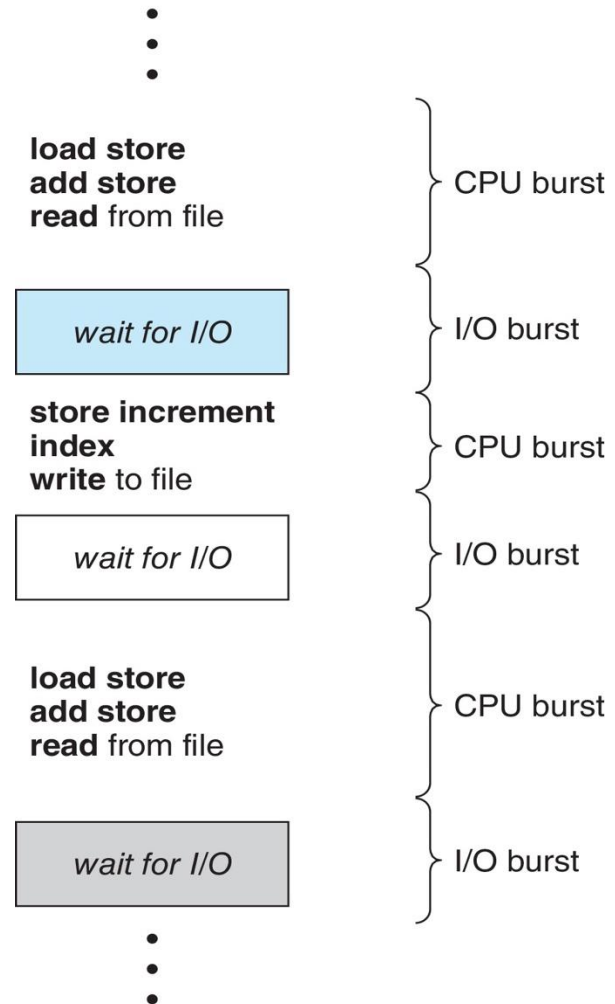 load store
add store
read from file
CPU burst
wait for I/O
I/O burst
store increment
index
write to file
CPU burst
wait for I/O
I/O burst
load store
add store
read from file
CPU burst
wait for I/O
I/O burst